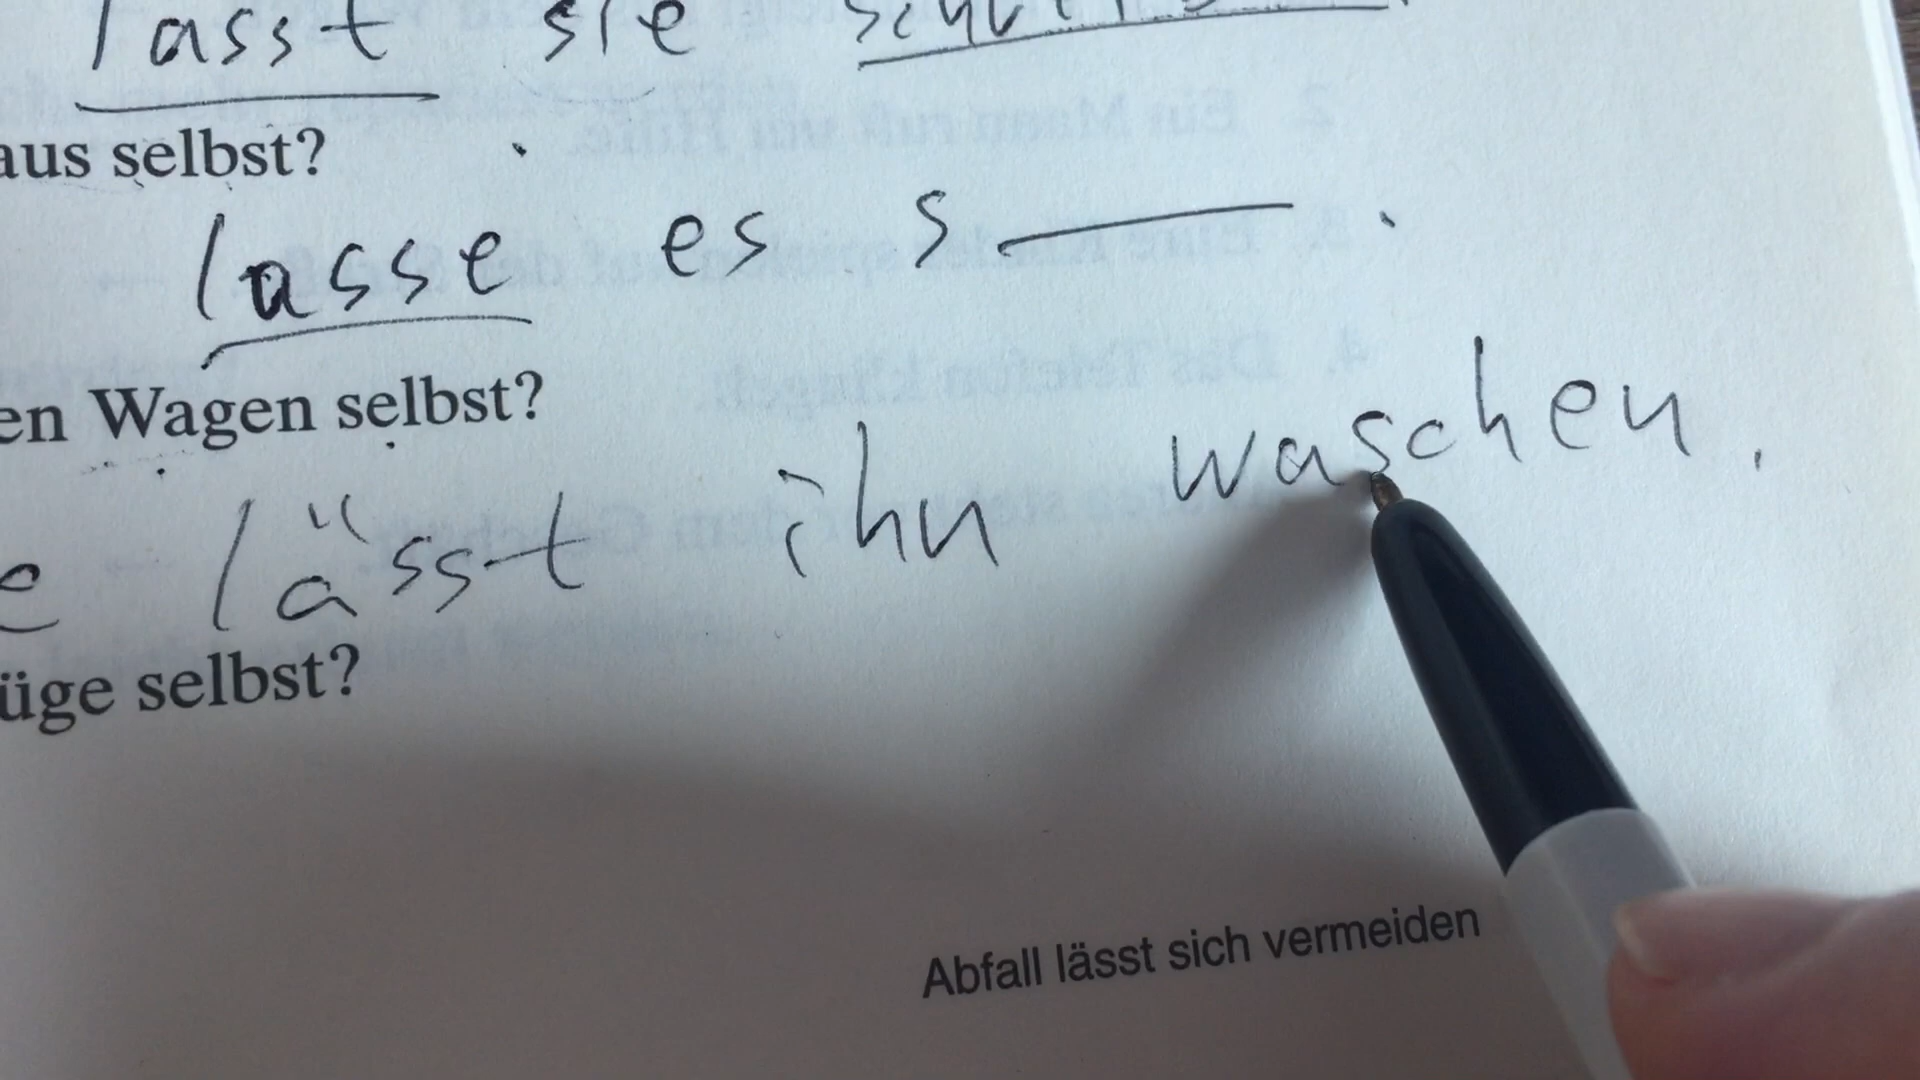 lasst sie
aus selbst?
lasse es s
en Wagen selbst?
e lässt ihn waschen.
üge selbst?
Abfall lässt sich vermeiden